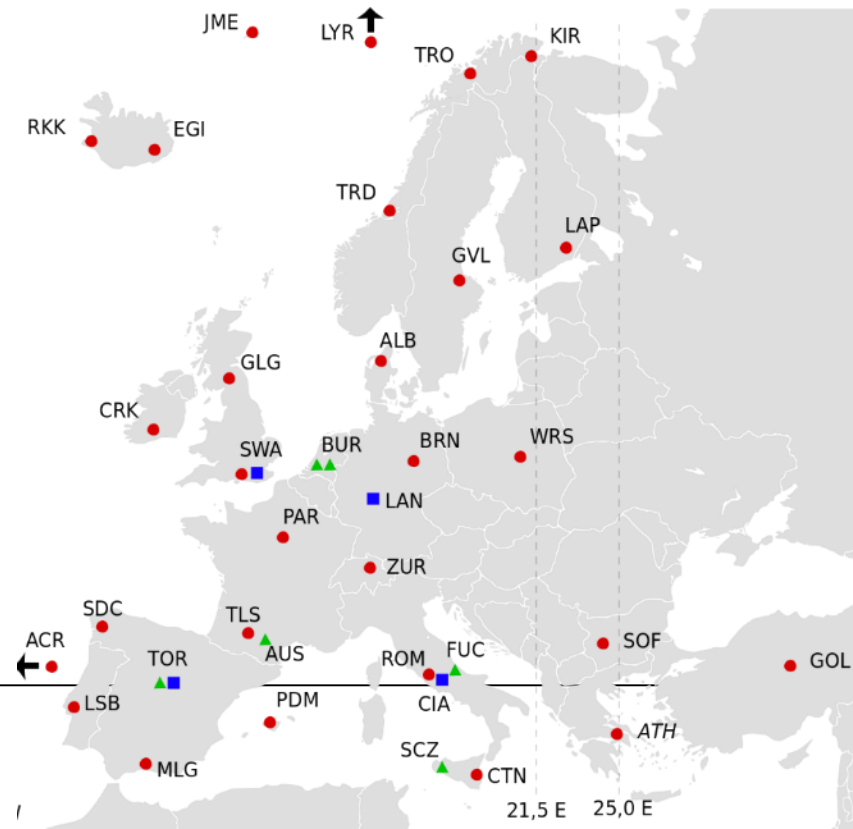 JME
LYR
KIR
TRO
RKK
EGI
TRD
LAP
GVL
ALB
GLG
CRK
SWA
BUR
BRN
WRS
LAN
PAR
ZUR
SDC
TLS
ACR
TOR
AUS
ROM
FUC
SOF
GOL
LSB
PDM
CIA
ATH
SCZ
MLG
CTN
21,5 E
25,0 E